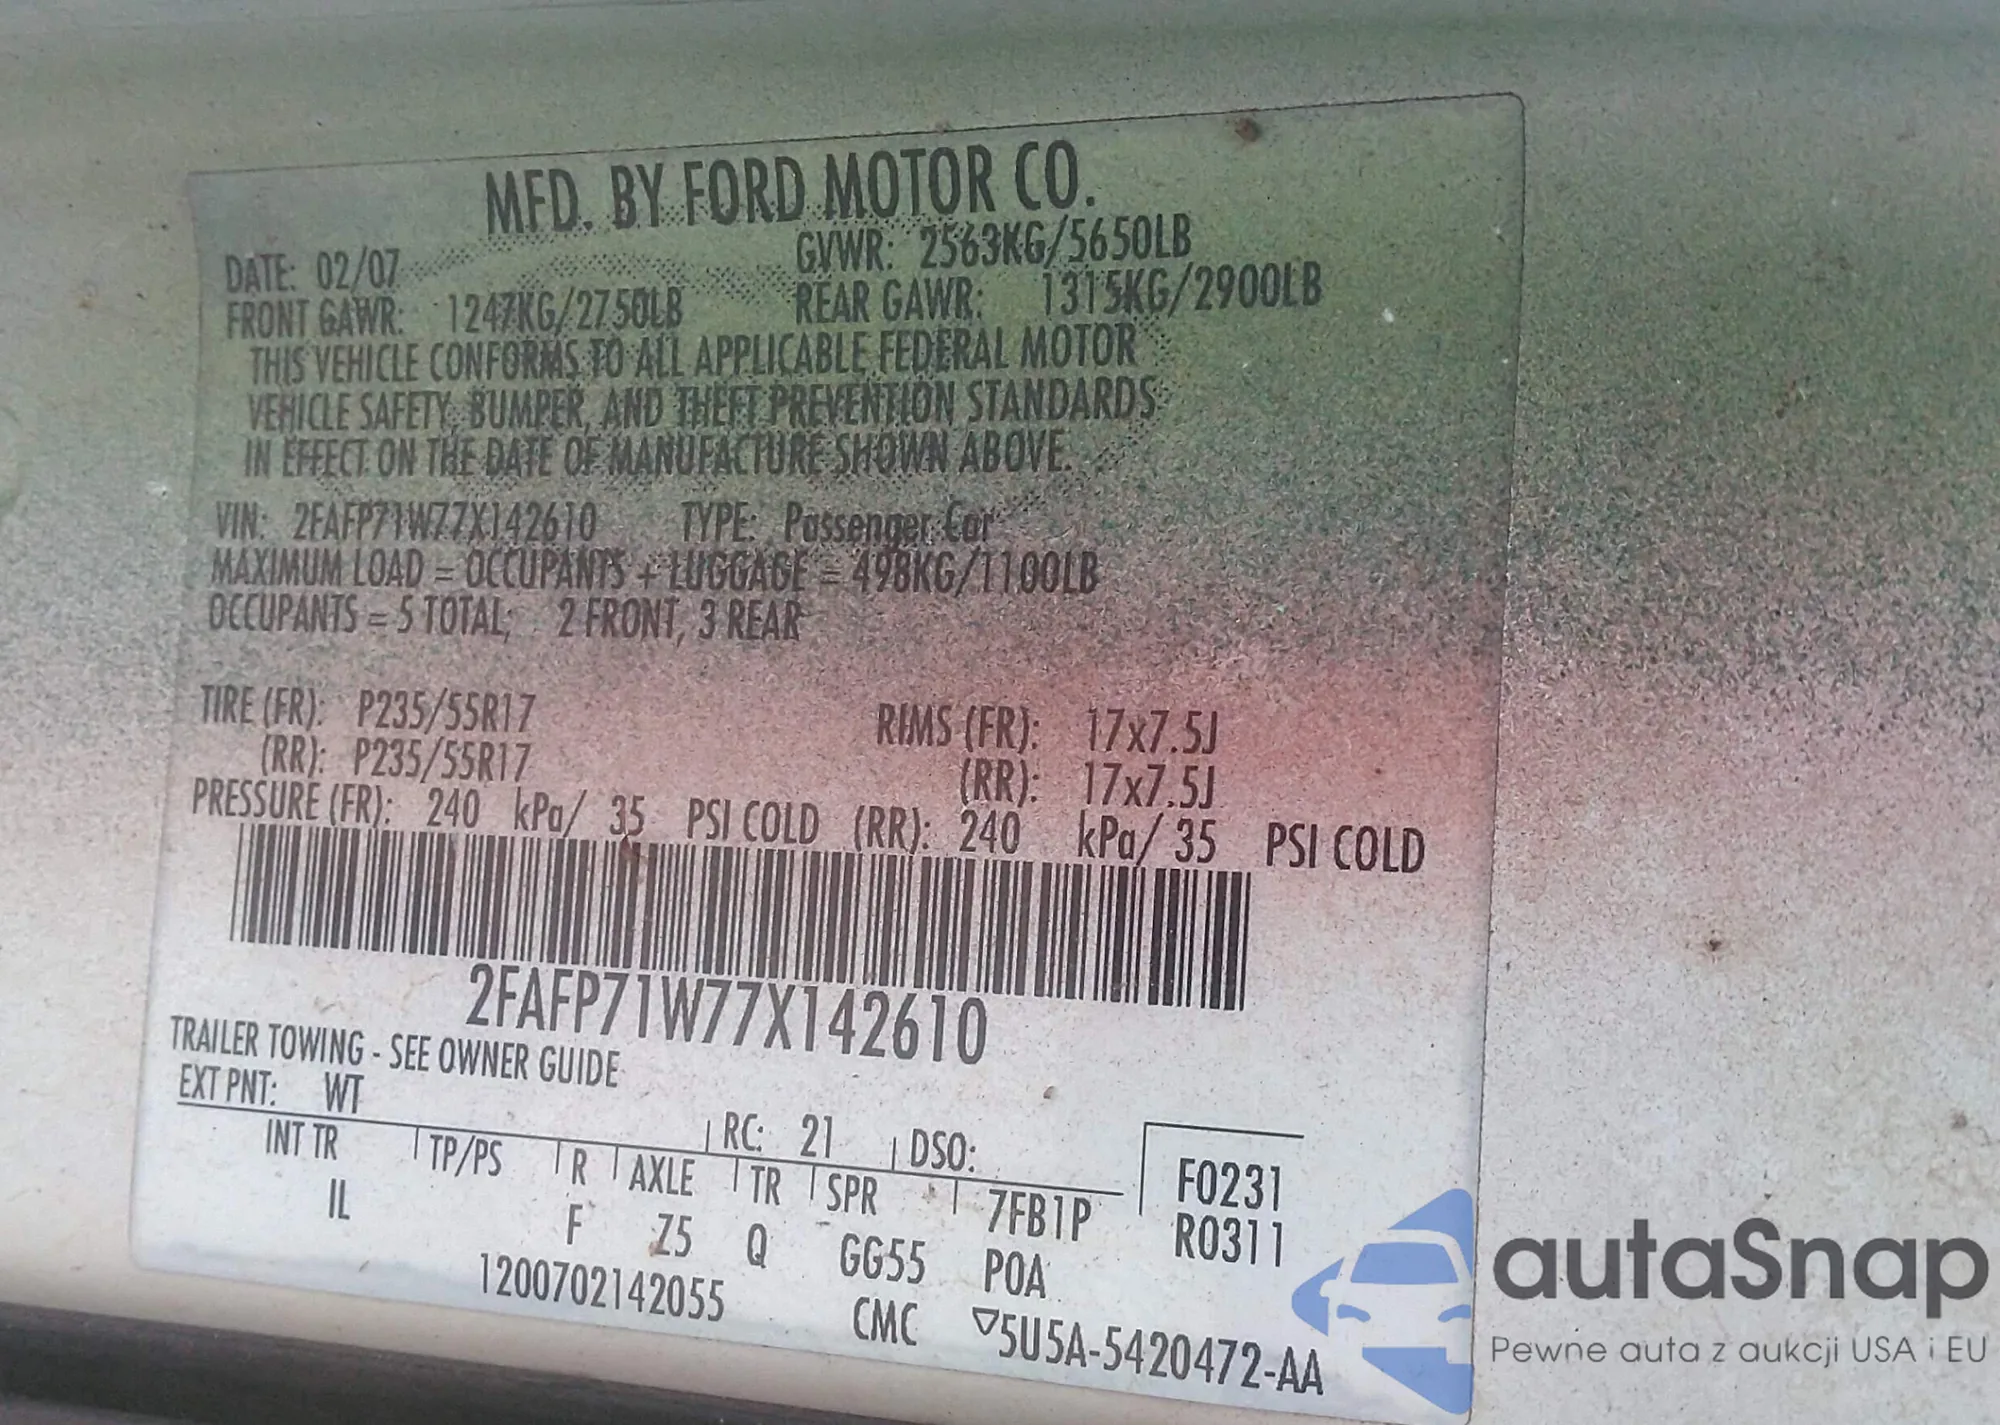 MFD. BY FORD MOTOR CO.
DATE: 02/07 GVWR: 2563KG/5650LB
FRONT GAWR: 1247KG/2750LB REAR GAWR: 1315KG/2900LB
THIS VEHICLE CONFORMS TO ALL APPLICABLE FEDERAL MOTOR
VEHICLE SAFETY, BUMPER, AND THEFT PREVENTION STANDARDS
IN EFFECT ON THE DATE OF MANUFACTURE SHOWN ABOVE.
VIN: 2FAFP71W77X142610 TYPE: Passenger Car
MAXIMUM LOAD = OCCUPANTS + LUGGAGE = 498KG/1100LB
OCCUPANTS = 5 TOTAL; 2 FRONT, 3 REAR
TIRE (FR): P235/55R17 RIMS (FR): 17x7.5J
(RR): P235/55R17 (RR): 17x7.5J
PRESSURE (FR): 240 kPa/ 35 PSI COLD (RR): 240 kPa/ 35 PSI COLD
2FAFP71W77X142610
TRAILER TOWING - SEE OWNER GUIDE
EXT PNT: WT RC: 21 DSO: F0231
INT TR TP/PS R AXLE TR SPR 7FB1P R0311
IL F Z5 Q GG55 POA
1200702142055 CMC ▽5U5A-5420472-AA
autaSnap
Pewne auta z aukcji USA i EU